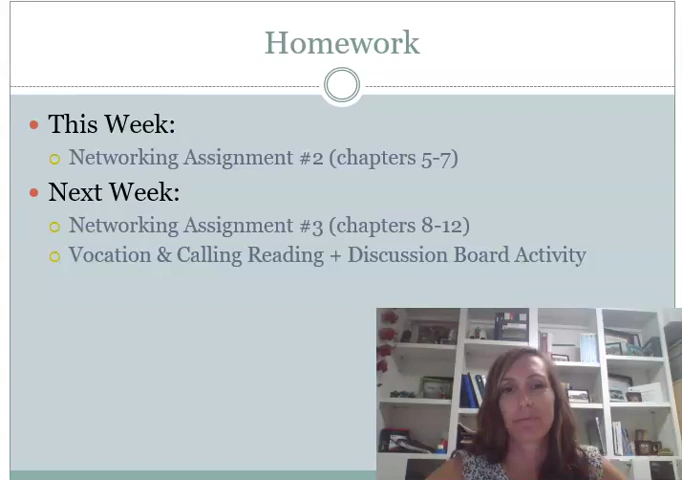 Homework
This Week:
Networking Assignment #2 (chapters 5-7)
Next Week:
Networking Assignment #3 (chapters 8-12)
Vocation & Calling Reading + Discussion Board Activity